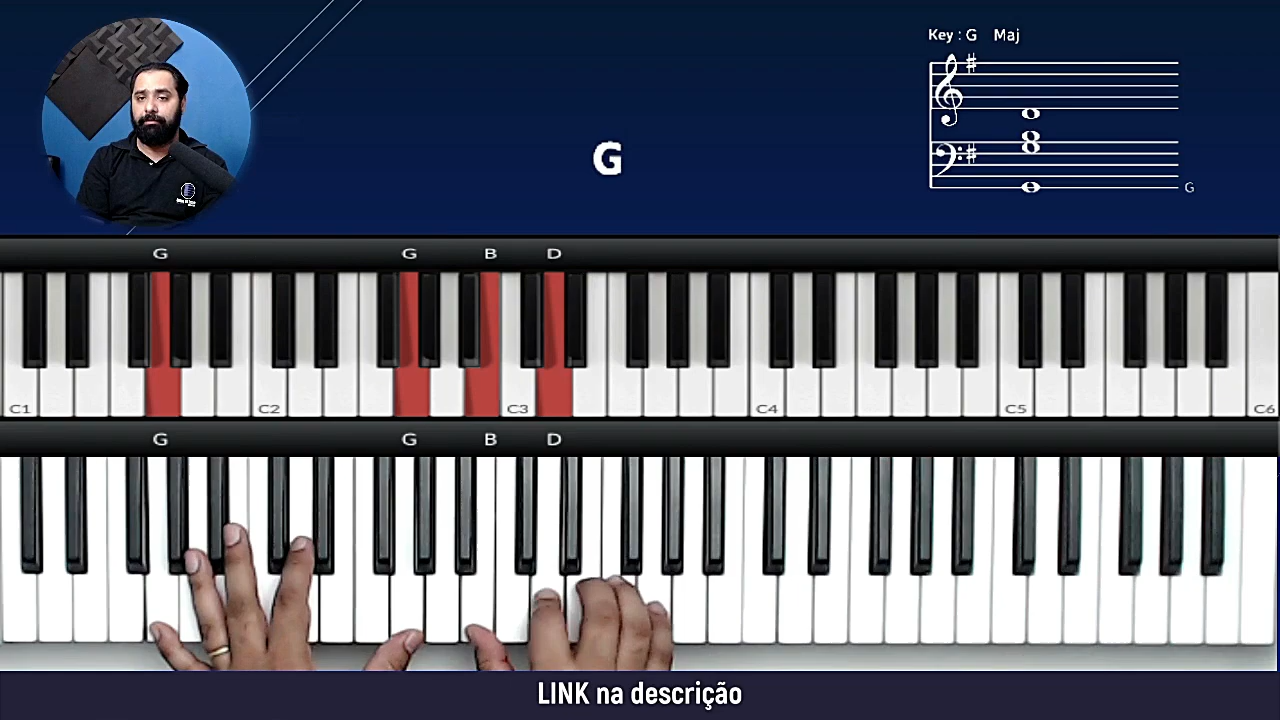 Key : G Maj
G
G
G G B D
C1 C2 C3 C4 C5 C6
G G B D
LINK na descrição